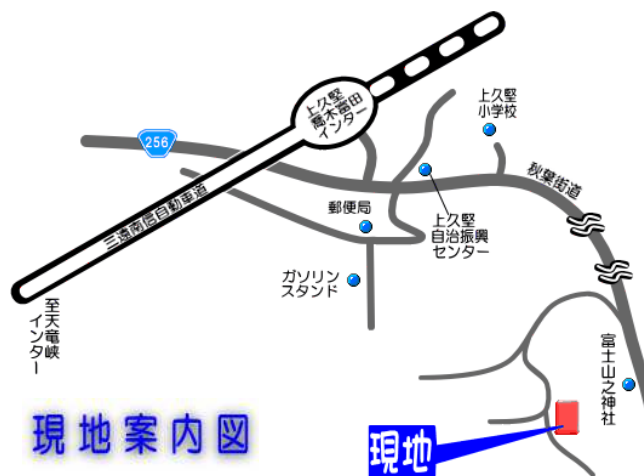 上久堅
喬木富田
インター
上久堅
小学校
256
秋葉街道
三遠南信自動車道
郵便局
上久堅
自治振興
センター
ガソリン
スタンド
至天竜峡
インター
富士山之神社
現地案内図
現地